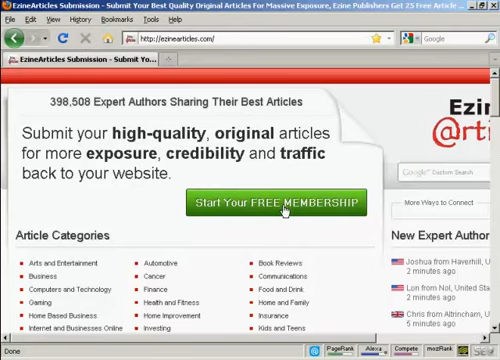 EzineArticles Submission - Submit Your Best Quality Original Articles For Massive Exposure, Ezine Publishers Get 25 Free Article ...
File Edit View History Bookmarks Tools Help
http://ezinearticles.com/
Google
EzineArticles Submission - Submit Yo...
398,508 Expert Authors Sharing Their Best Articles
Submit your high-quality, original articles
for more exposure, credibility and traffic
back to your website.
Start Your FREE MEMBERSHIP
Ezin
@rti
Google™ Custom Search
More Ways to Connect
Article Categories
Arts and Entertainment
Business
Computers and Technology
Gaming
Home Based Business
Internet and Businesses Online
Automotive
Cancer
Finance
Health and Fitness
Home Improvement
Investing
Book Reviews
Communications
Food and Drink
Home and Family
Insurance
Kids and Teens
New Expert Author
Joshua from Haverhill, U
2 minutes ago
Lon from Nol, United Stat
2 minutes ago
Chris from Altrincham, U
3 minutes ago
Done
PageRank
Alexa
Compete
mozRank